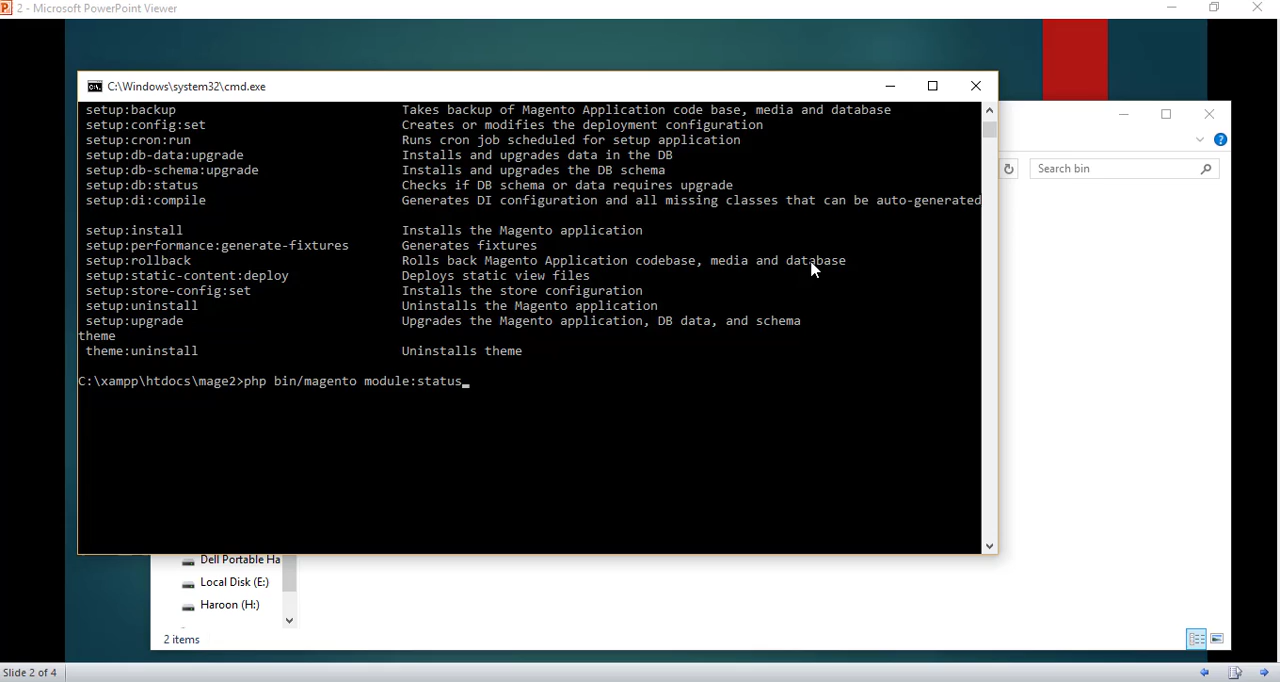 2 - Microsoft PowerPoint Viewer
C:\Windows\system32\cmd.exe
setup:backup Takes backup of Magento Application code base, media and database
setup:config:set Creates or modifies the deployment configuration
setup:cron:run Runs cron job scheduled for setup application
setup:db-data:upgrade Installs and upgrades data in the DB
setup:db-schema:upgrade Installs and upgrades the DB schema
setup:db:status Checks if DB schema or data requires upgrade
setup:di:compile Generates DI configuration and all missing classes that can be auto-generated
setup:install Installs the Magento application
setup:performance:generate-fixtures Generates fixtures
setup:rollback Rolls back Magento Application codebase, media and database
setup:static-content:deploy Deploys static view files
setup:store-config:set Installs the store configuration
setup:uninstall Uninstalls the Magento application
setup:upgrade Upgrades the Magento application, DB data, and schema
theme
theme:uninstall Uninstalls theme
C:\xampp\htdocs\mage2>php bin/magento module:status_
Search bin
Dell Portable Ha
Local Disk (E:)
Haroon (H:)
2 items
Slide 2 of 4